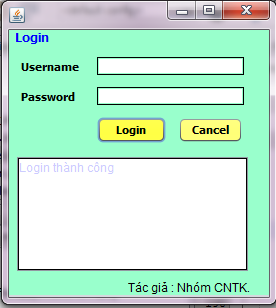 Login
Username
Password
Login Cancel
Login thành công
Tác giả : Nhóm CNTK.